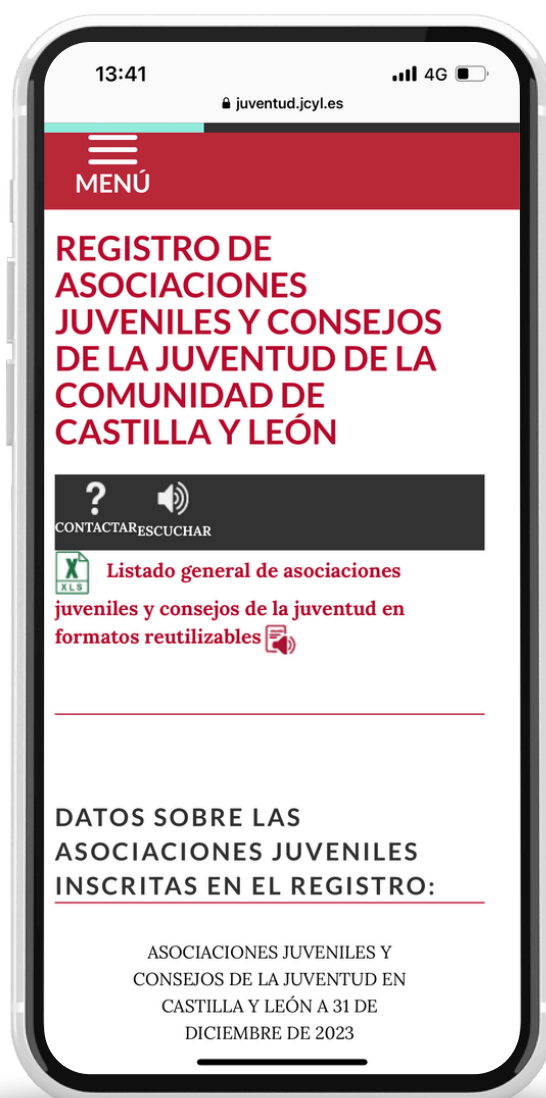 13:41
4G
juventud.jcyl.es
MENÚ
REGISTRO DE
ASOCIACIONES
JUVENILES Y CONSEJOS
DE LA JUVENTUD DE LA
COMUNIDAD DE
CASTILLA Y LEÓN
?
CONTACTAR ESCUCHAR
X
XLS
Listado general de asociaciones
juveniles y consejos de la juventud en
formatos reutilizables
DATOS SOBRE LAS
ASOCIACIONES JUVENILES
INSCRITAS EN EL REGISTRO:
ASOCIACIONES JUVENILES Y
CONSEJOS DE LA JUVENTUD EN
CASTILLA Y LEÓN A 31 DE
DICIEMBRE DE 2023